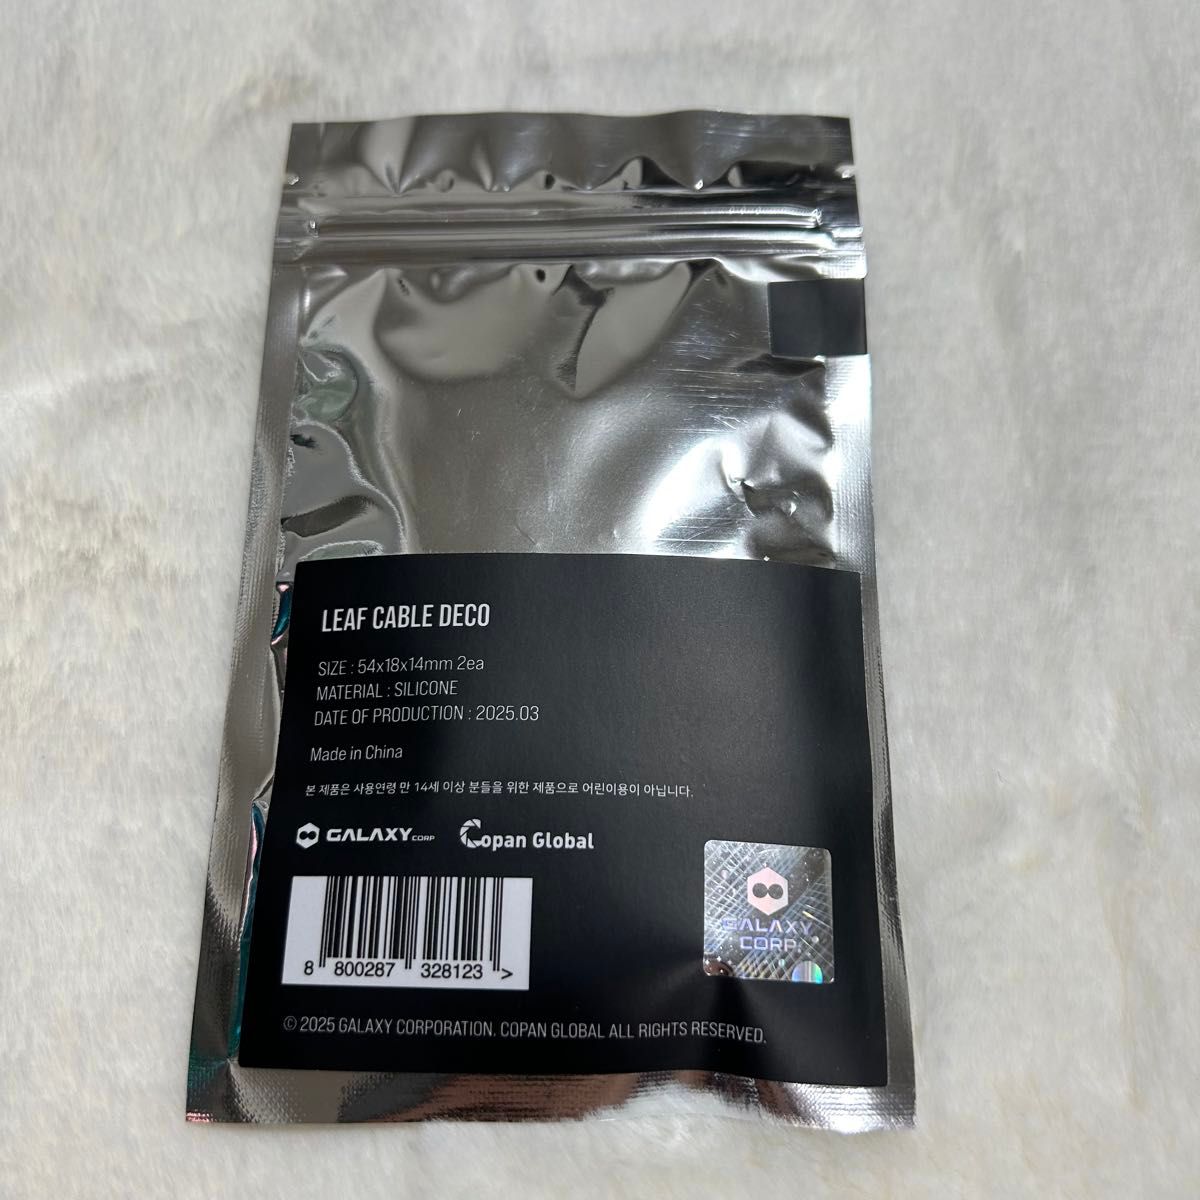 LEAF CABLE DECO
SIZE : 54x18x14mm 2ea
MATERIAL : SILICONE
DATE OF PRODUCTION : 2025.03
Made in China
본 제품은 사용연령 만 14세 이상 분들을 위한 제품으로 어린이용이 아닙니다.
GALAXY CORP Copan Global
GALAXY
CORP.
8 800287 328123 >
© 2025 GALAXY CORPORATION. COPAN GLOBAL ALL RIGHTS RESERVED.